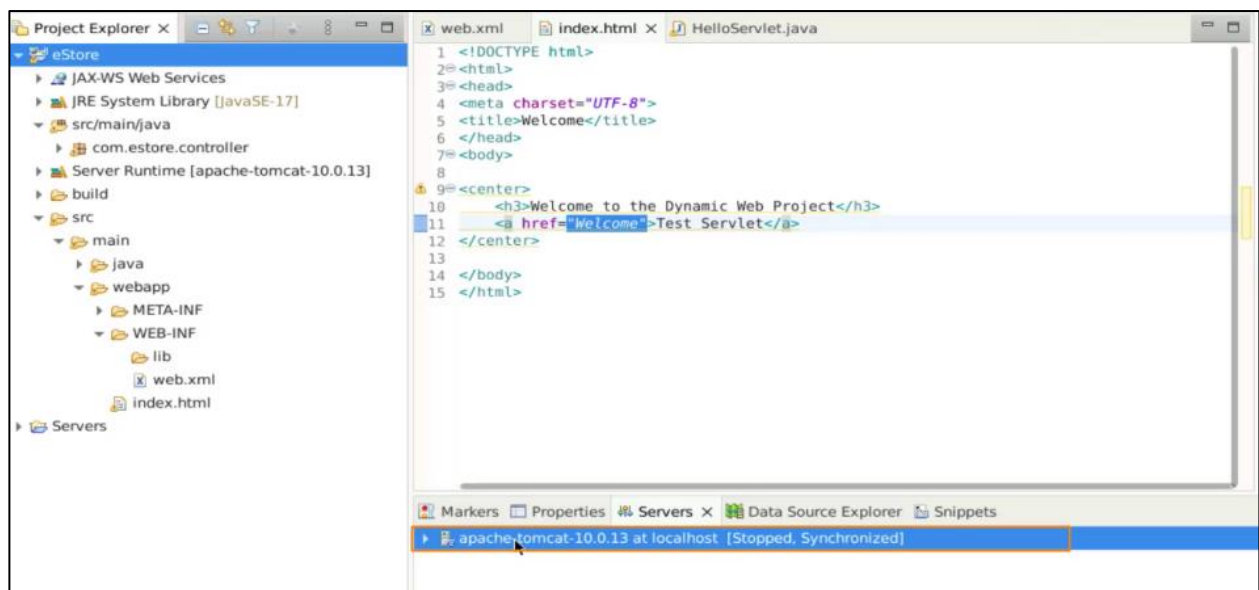 Project Explorer
eStore
JAX-WS Web Services
JRE System Library [JavaSE-17]
src/main/java
com.estore.controller
Server Runtime [apache-tomcat-10.0.13]
build
src
main
java
webapp
META-INF
WEB-INF
lib
web.xml
index.html
Servers
web.xml index.html HelloServlet.java
1 <!DOCTYPE html>
2 <html>
3 <head>
4 <meta charset="UTF-8">
5 <title>Welcome</title>
6 </head>
7 <body>
8
9 <center>
10 <h3>Welcome to the Dynamic Web Project</h3>
11 <a href="Welcome">Test Servlet</a>
12 </center>
13
14 </body>
15 </html>
Markers Properties Servers Data Source Explorer Snippets
apache-tomcat-10.0.13 at localhost [Stopped, Synchronized]